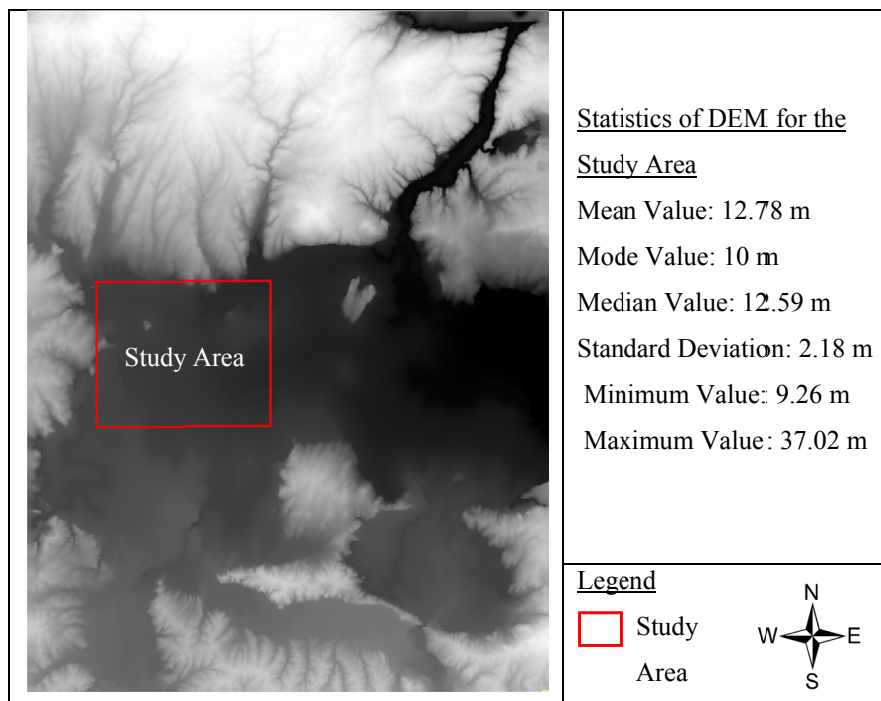 Study Area
Statistics of DEM for the
Study Area
Mean Value: 12.78 m
Mode Value: 10 m
Median Value: 12.59 m
Standard Deviation: 2.18 m
Minimum Value: 9.26 m
Maximum Value: 37.02 m
Legend
Study
Area
N
W E
S